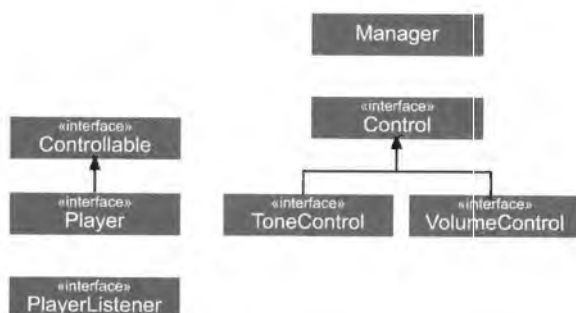 Manager
«interface»
Control
«interface»
Controllable
«interface»
Player
«interface»
ToneControl
«interface»
VolumeControl
«interface»
PlayerListener